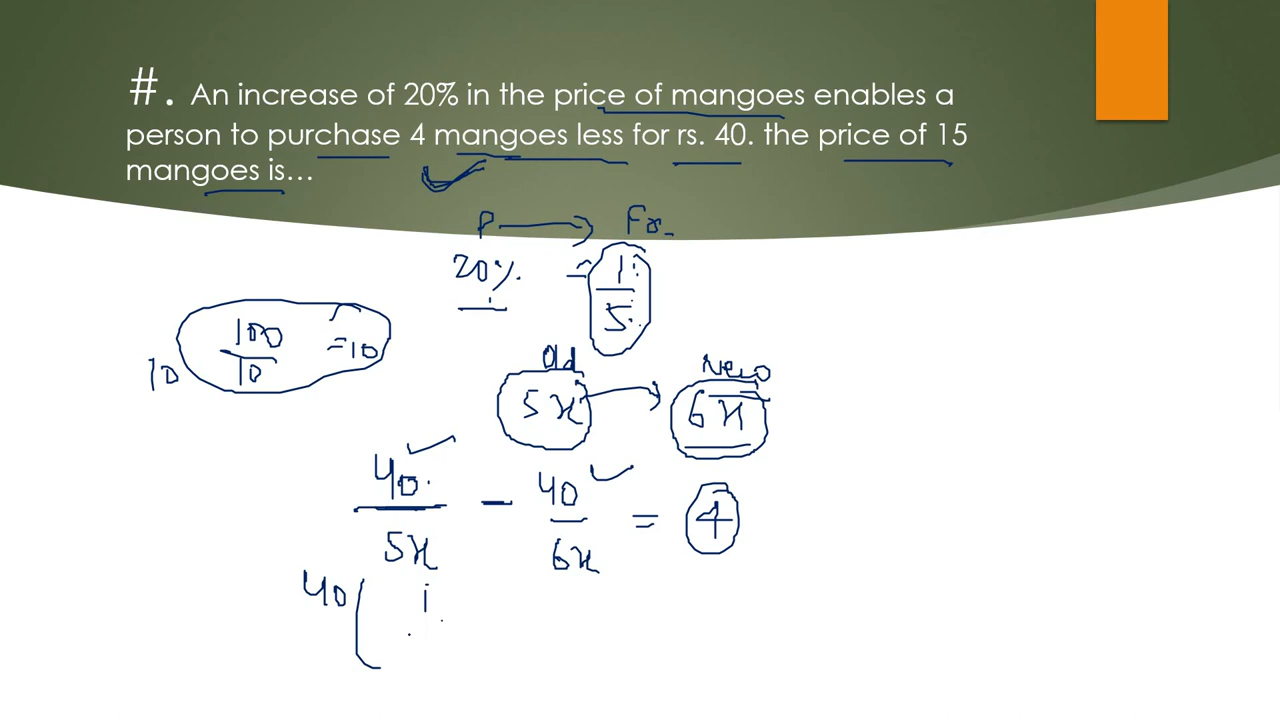 #. An increase of 20% in the price of mangoes enables a
person to purchase 4 mangoes less for rs. 40. the price of 15
mangoes is...
P → Fr.
20% = 1/5
10 100/10 = 10
Old New
5x → 6x
40/5x - 40/6x = 4
40( 1